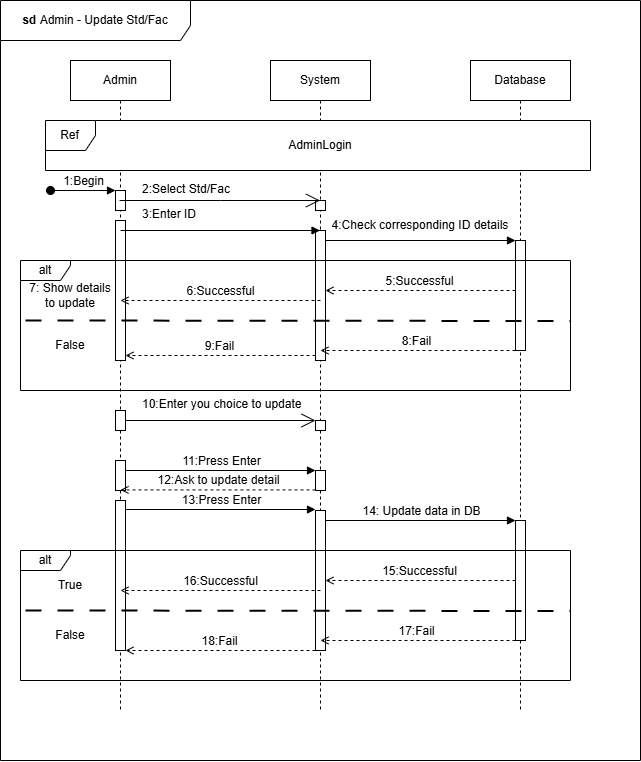 sd Admin - Update Std/Fac
Admin
System
Database
Ref
AdminLogin
1:Begin
2:Select Std/Fac
3:Enter ID
4:Check corresponding ID details
alt
7: Show details
to update
6:Successful
5:Successful
False
9:Fail
8:Fail
10:Enter you choice to update
11:Press Enter
12:Ask to update detail
13:Press Enter
14: Update data in DB
alt
True
16:Successful
15:Successful
False
18:Fail
17:Fail